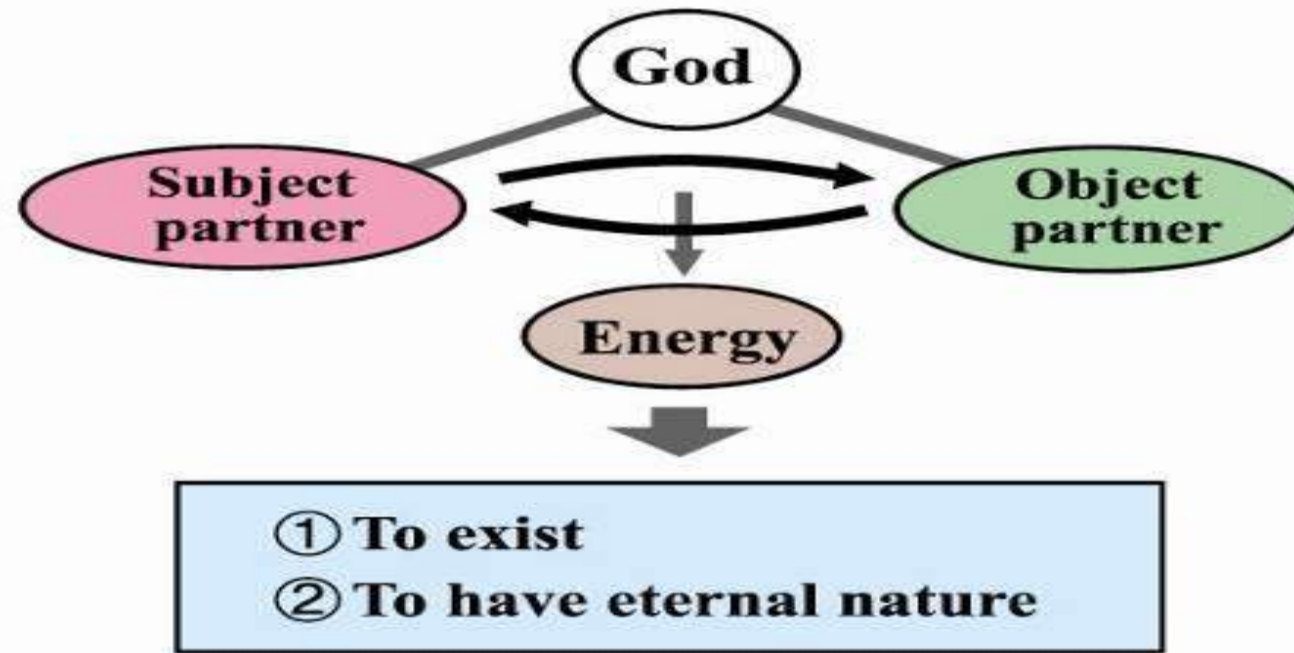 God
Subject
partner
Object
partner
Energy
① To exist
② To have eternal nature